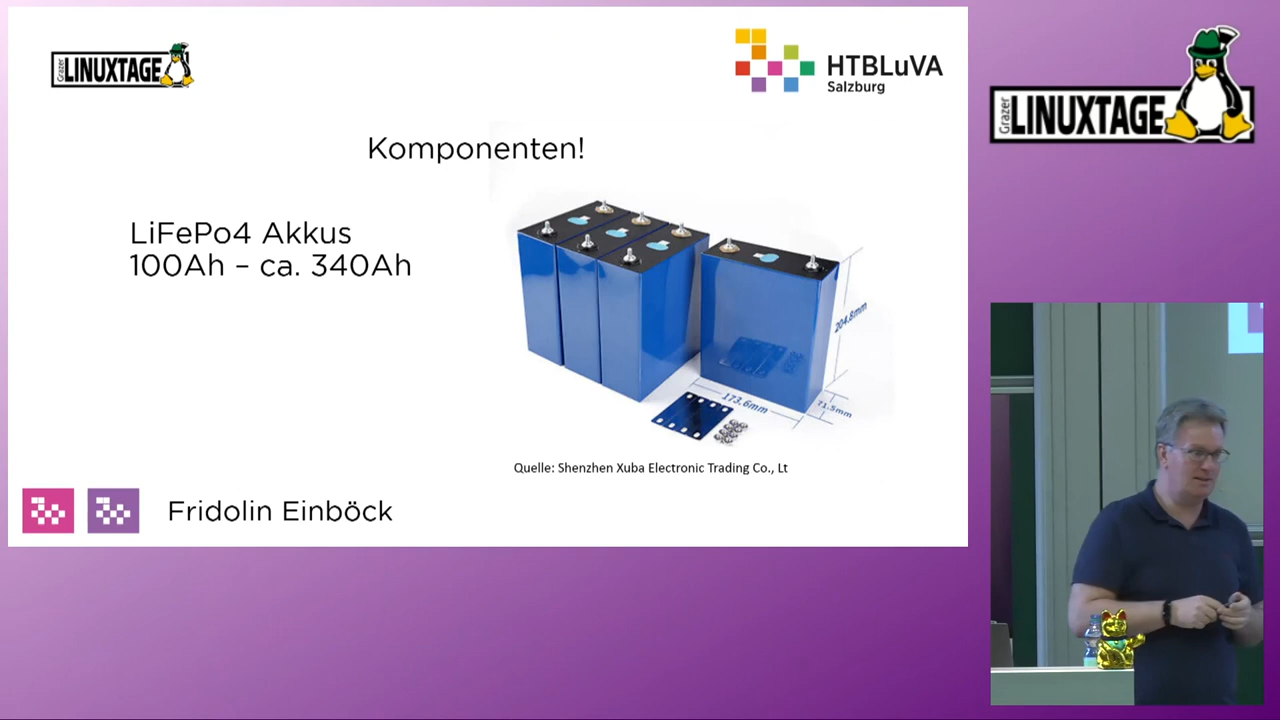 Grazer LINUXTAGE
HTBLuVA
Salzburg
Komponenten!
LiFePo4 Akkus
100Ah – ca. 340Ah
204.8mm
173.6mm
71.5mm
Quelle: Shenzhen Xuba Electronic Trading Co., Lt
Fridolin Einböck
Grazer LINUXTAGE